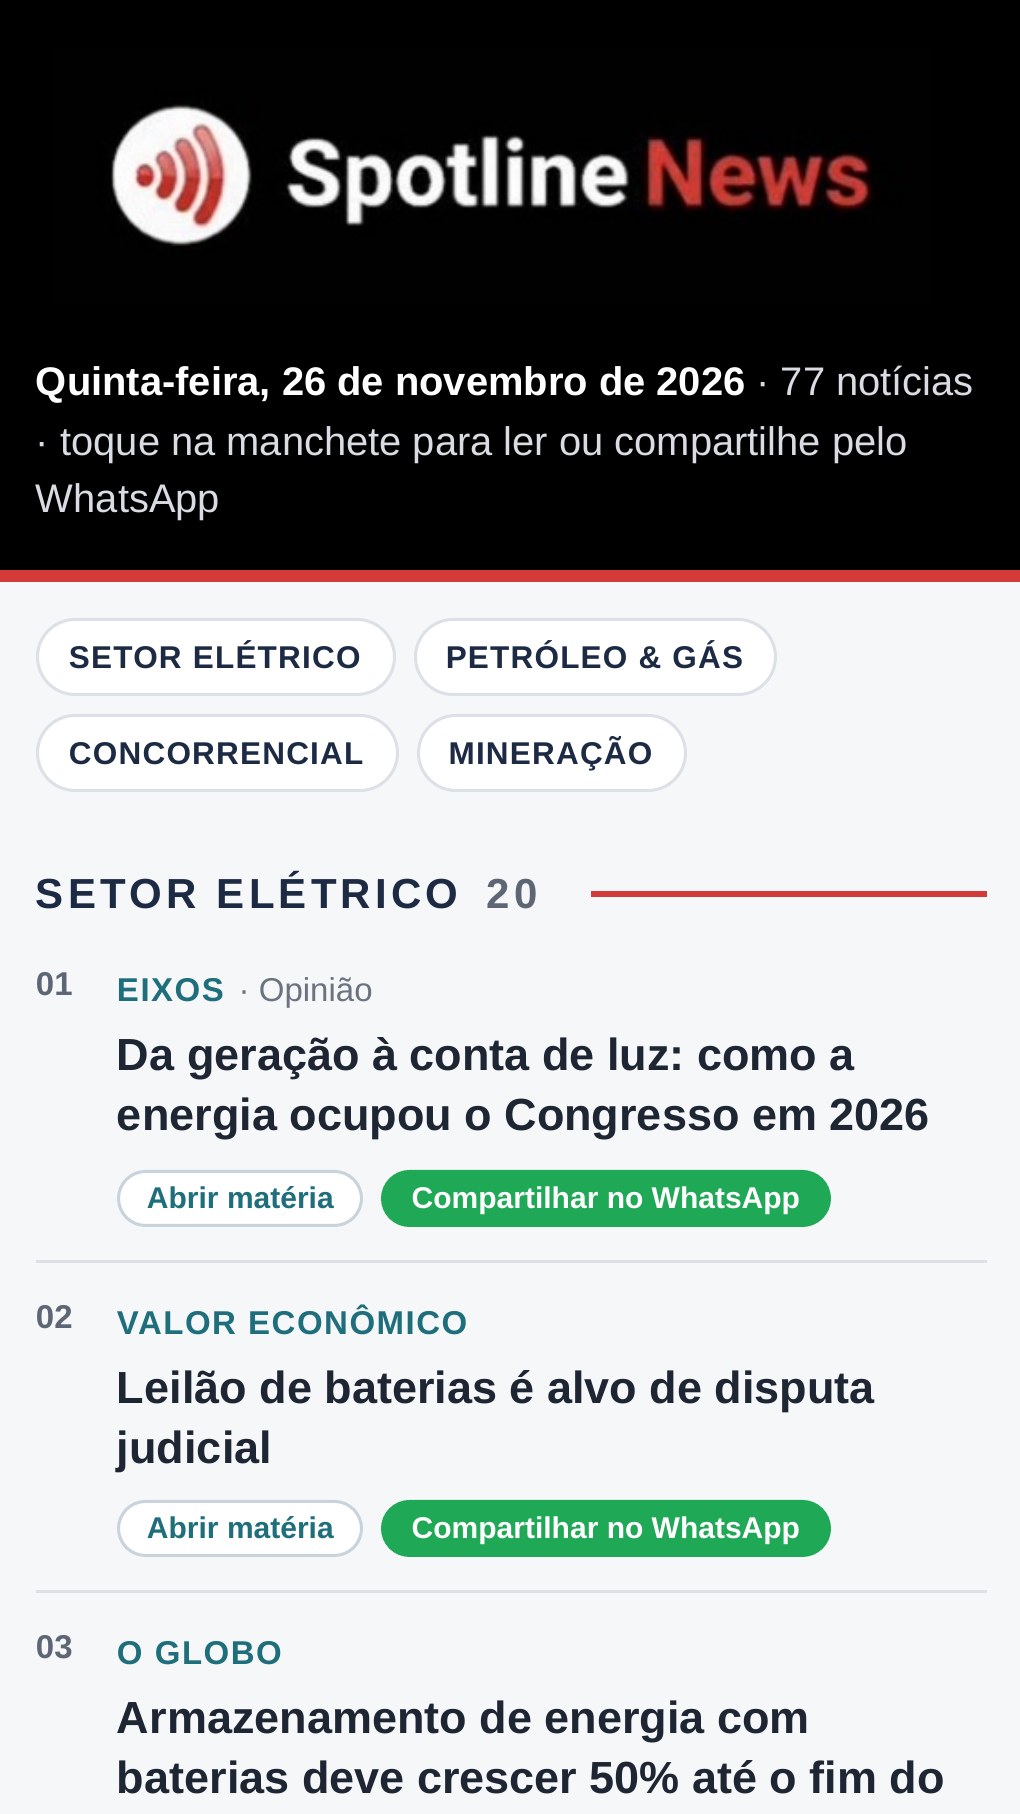 Spotline News
Quinta-feira, 26 de novembro de 2026 · 77 notícias
· toque na manchete para ler ou compartilhe pelo
WhatsApp
SETOR ELÉTRICO
PETRÓLEO & GÁS
CONCORRENCIAL
MINERAÇÃO
SETOR ELÉTRICO 20
01
EIXOS · Opinião
Da geração à conta de luz: como a
energia ocupou o Congresso em 2026
Abrir matéria
Compartilhar no WhatsApp
02
VALOR ECONÔMICO
Leilão de baterias é alvo de disputa
judicial
Abrir matéria
Compartilhar no WhatsApp
03
O GLOBO
Armazenamento de energia com
baterias deve crescer 50% até o fim do